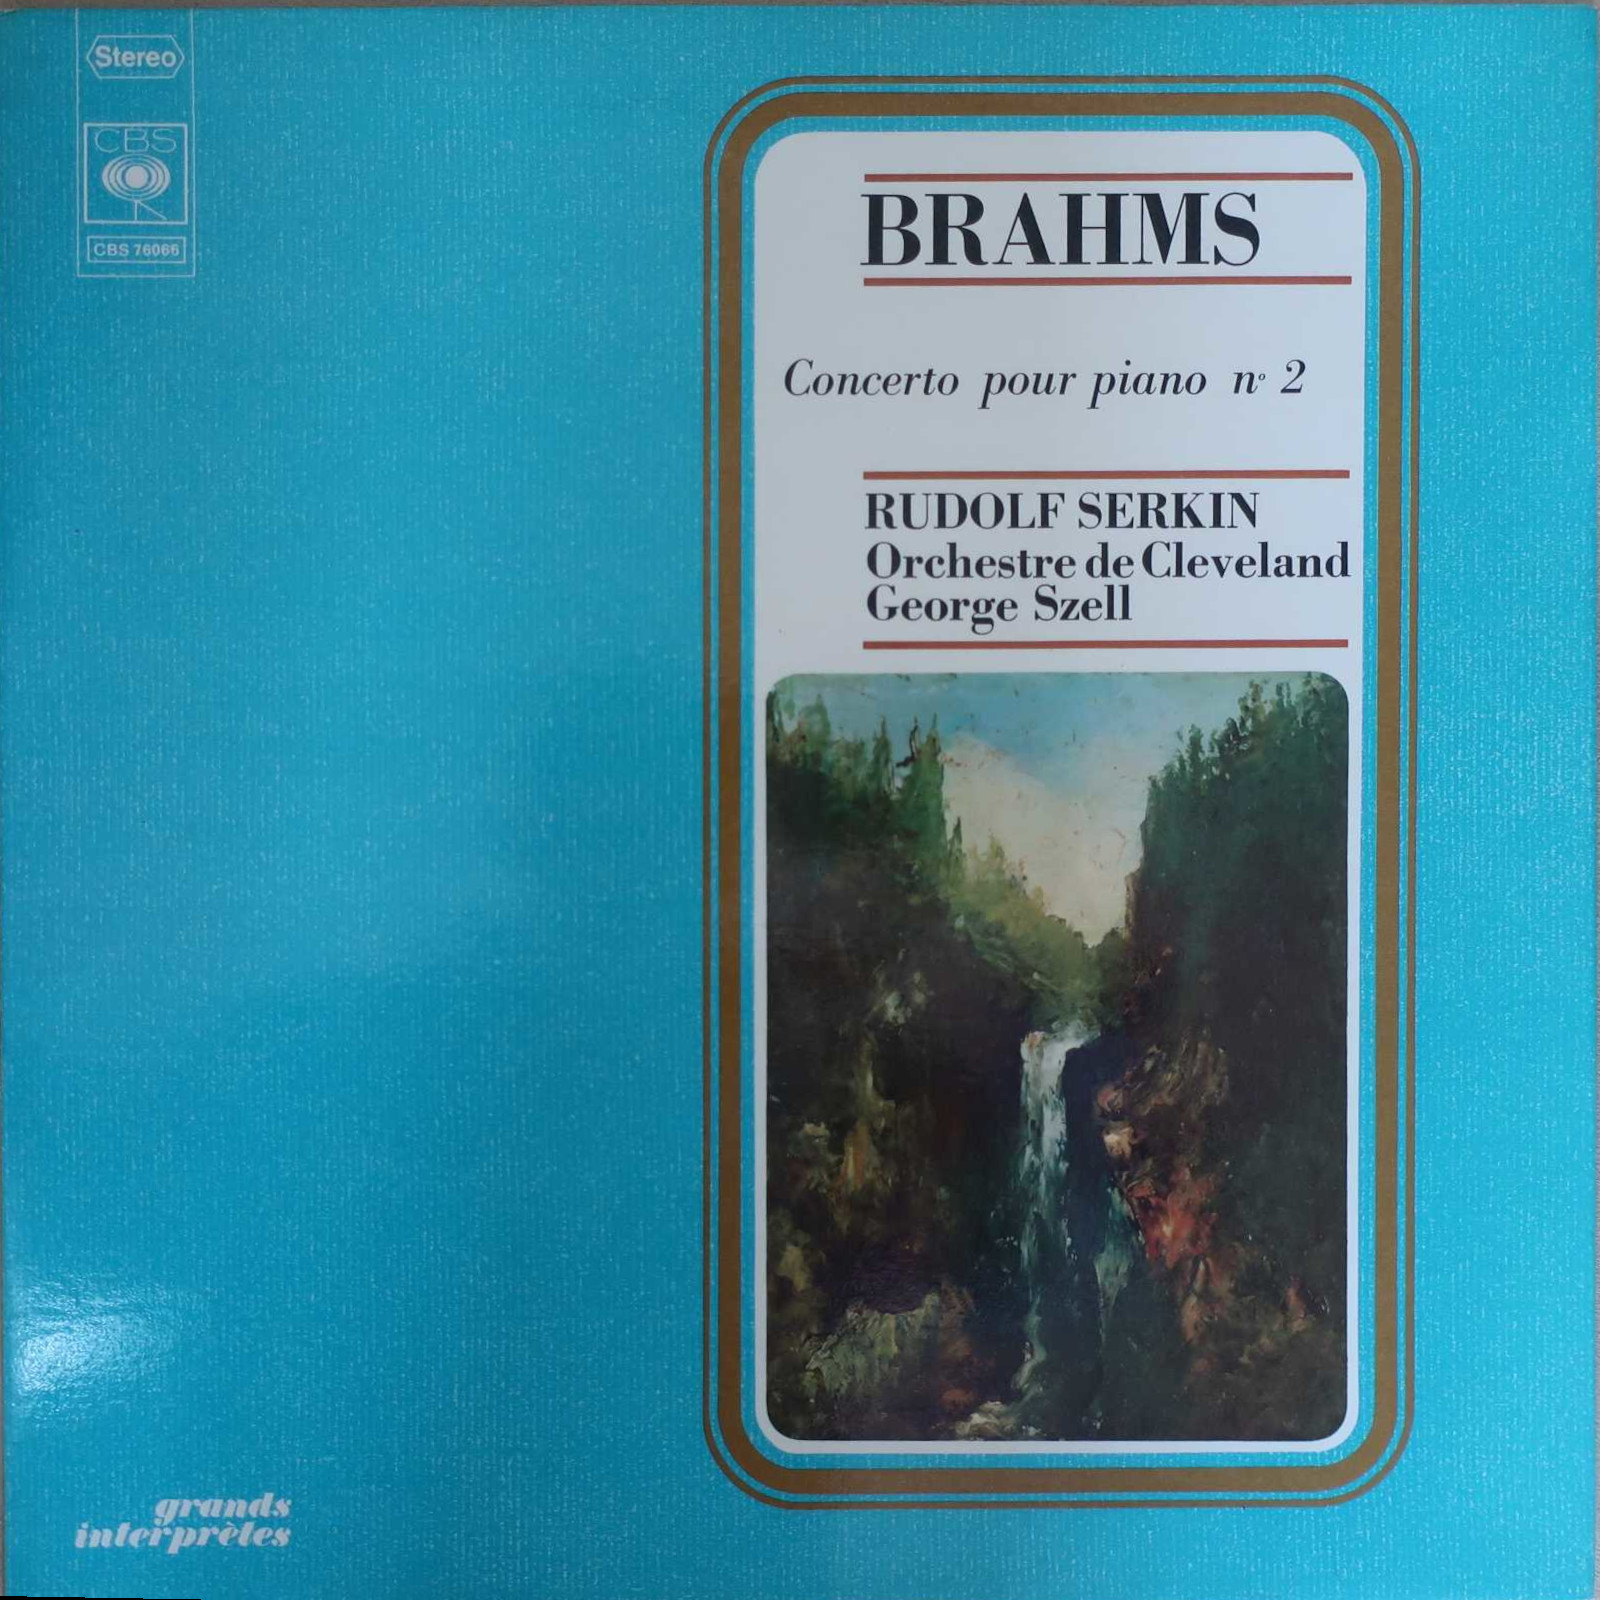 Stereo
CBS
CBS 76066
BRAHMS
Concerto pour piano nº 2
RUDOLF SERKIN
Orchestre de Cleveland
George Szell
grands
interprètes